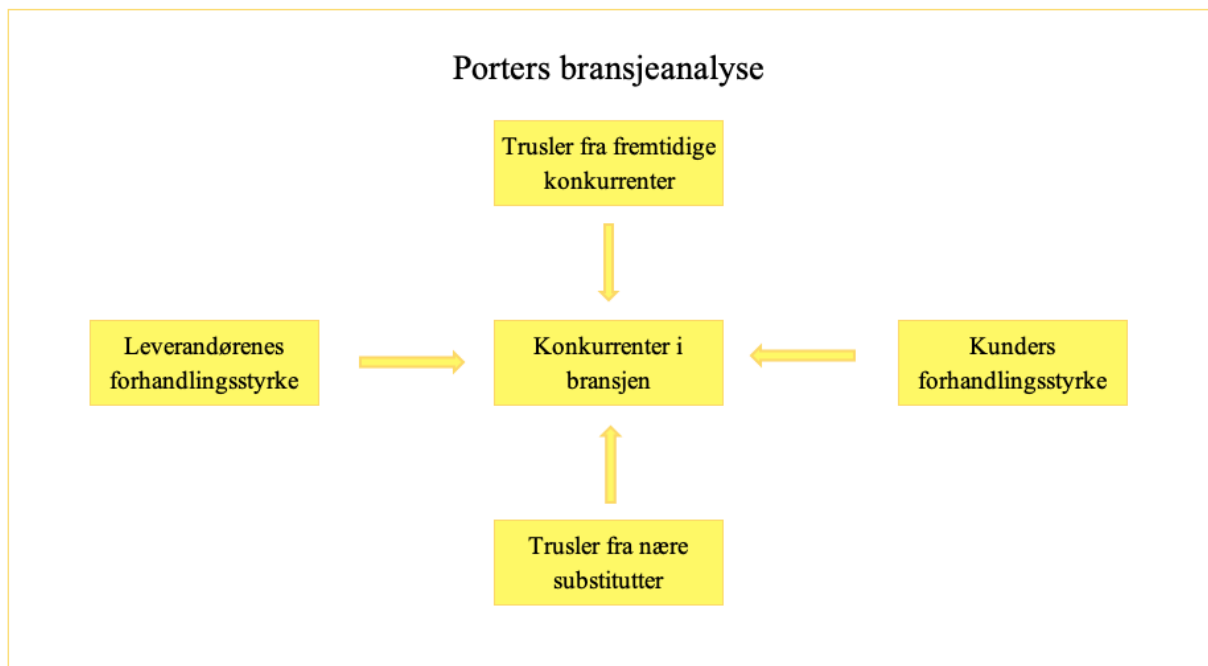 Porters bransjeanalyse
Trusler fra fremtidige
konkurrenter
Leverandørenes
forhandlingsstyrke
Konkurrenter i
bransjen
Kunders
forhandlingsstyrke
Trusler fra nære
substitutter